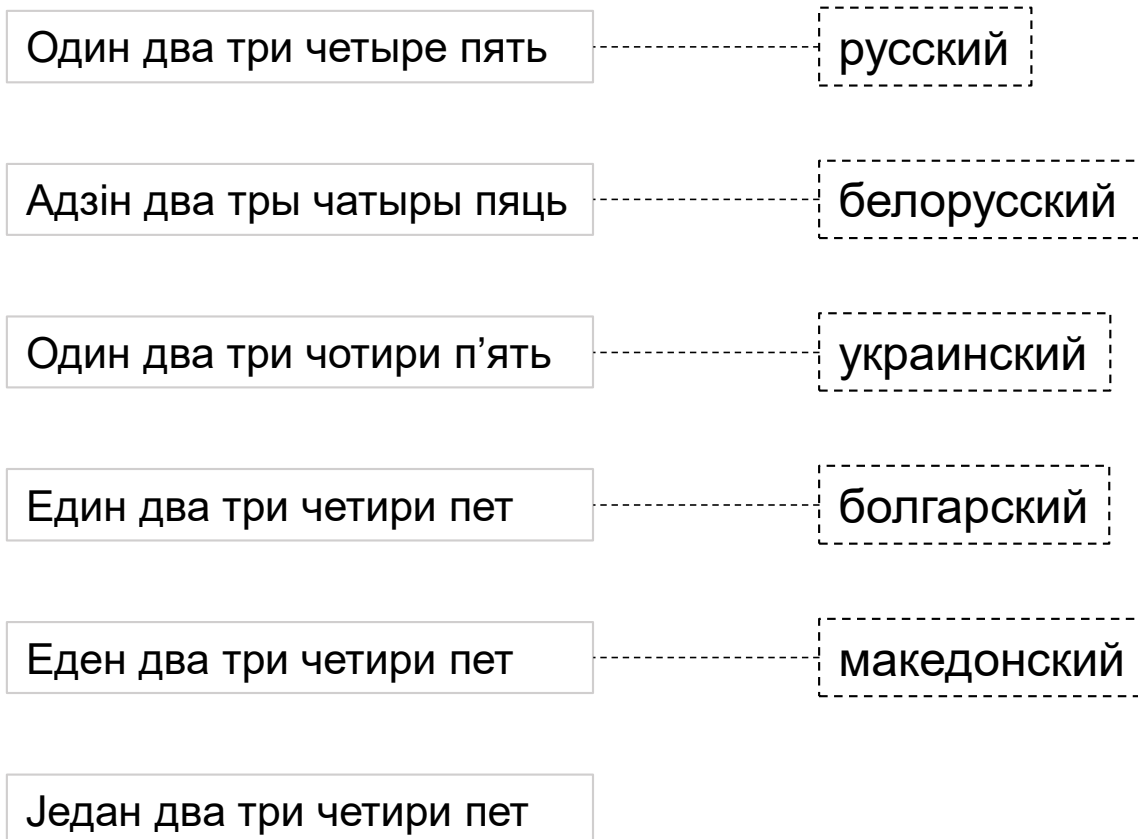 Один два три четыре пять русский
Адзін два тры чатыры пяць белорусский
Один два три чотири п’ять украинский
Един два три четири пет болгарский
Еден два три четири пет македонский
Један два три четири пет